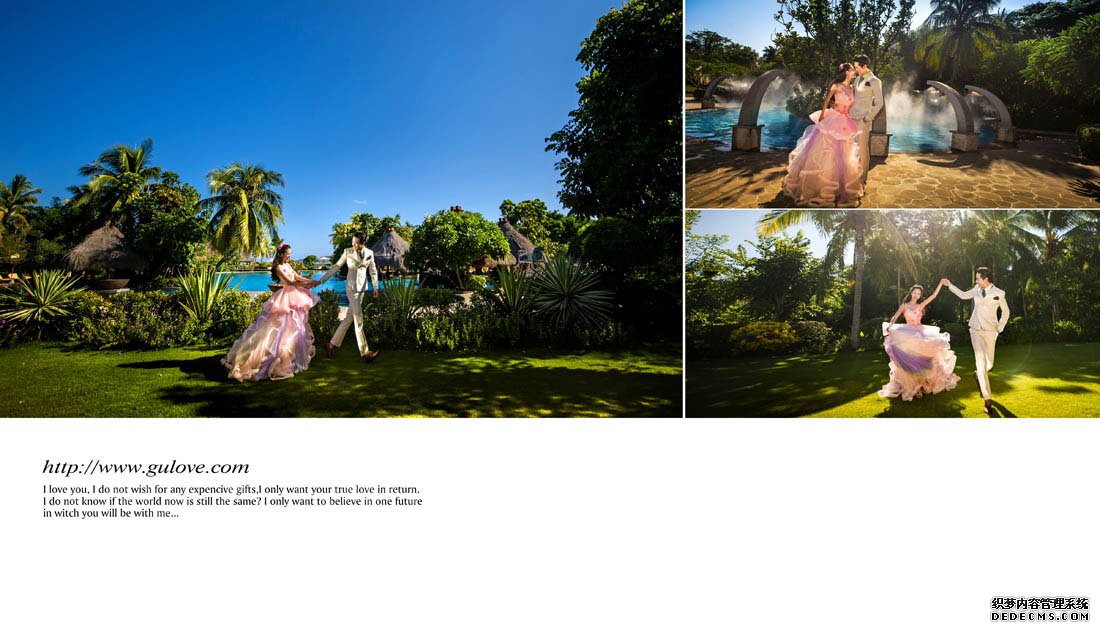 http://www.gulove.com
I love you, I do not wish for any expencive gifts,I only want your true love in return.
I do not know if the world now is still the same? I only want to believe in one future
in witch you will be with me...
织梦内容管理系统
DEDECMS.COM